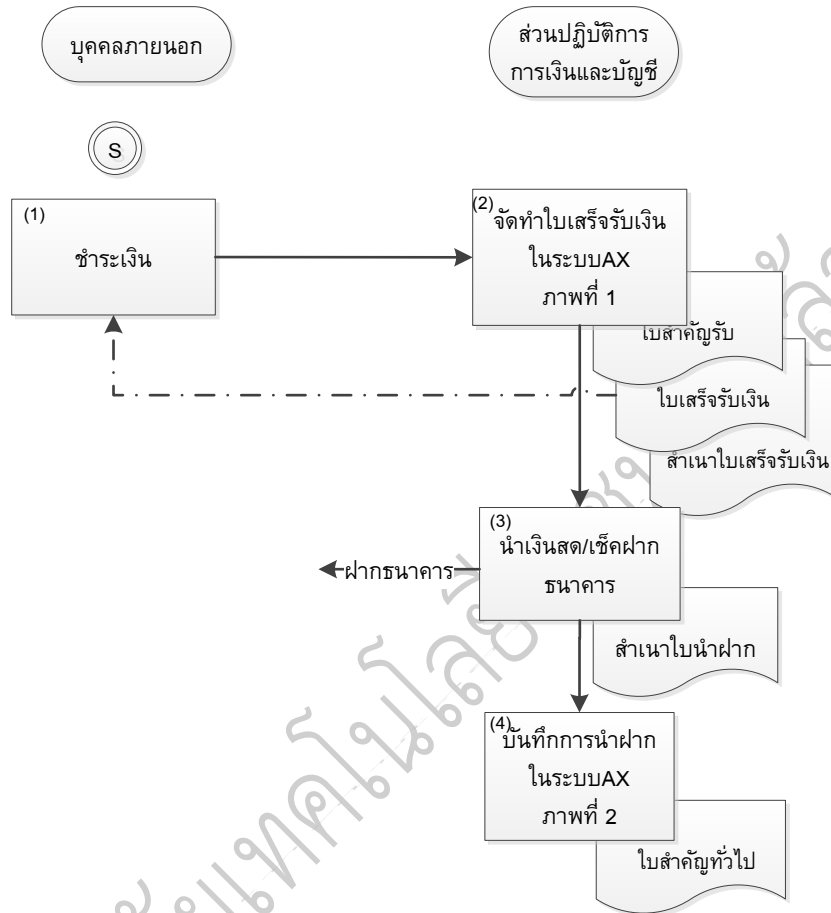 บุคคลภายนอก
ส่วนปฏิบัติการ
การเงินและบัญชี
S
(1)
ชำระเงิน
(2)
จัดทำใบเสร็จรับเงิน
ในระบบAX
ภาพที่ 1
ใบสำคัญรับ
ใบเสร็จรับเงิน
สำเนาใบเสร็จรับเงิน
(3)
นำเงินสด/เช็คฝาก
ธนาคาร
ฝากธนาคาร
สำเนาใบนำฝาก
(4)
บันทึกการนำฝาก
ในระบบAX
ภาพที่ 2
ใบสำคัญทั่วไป